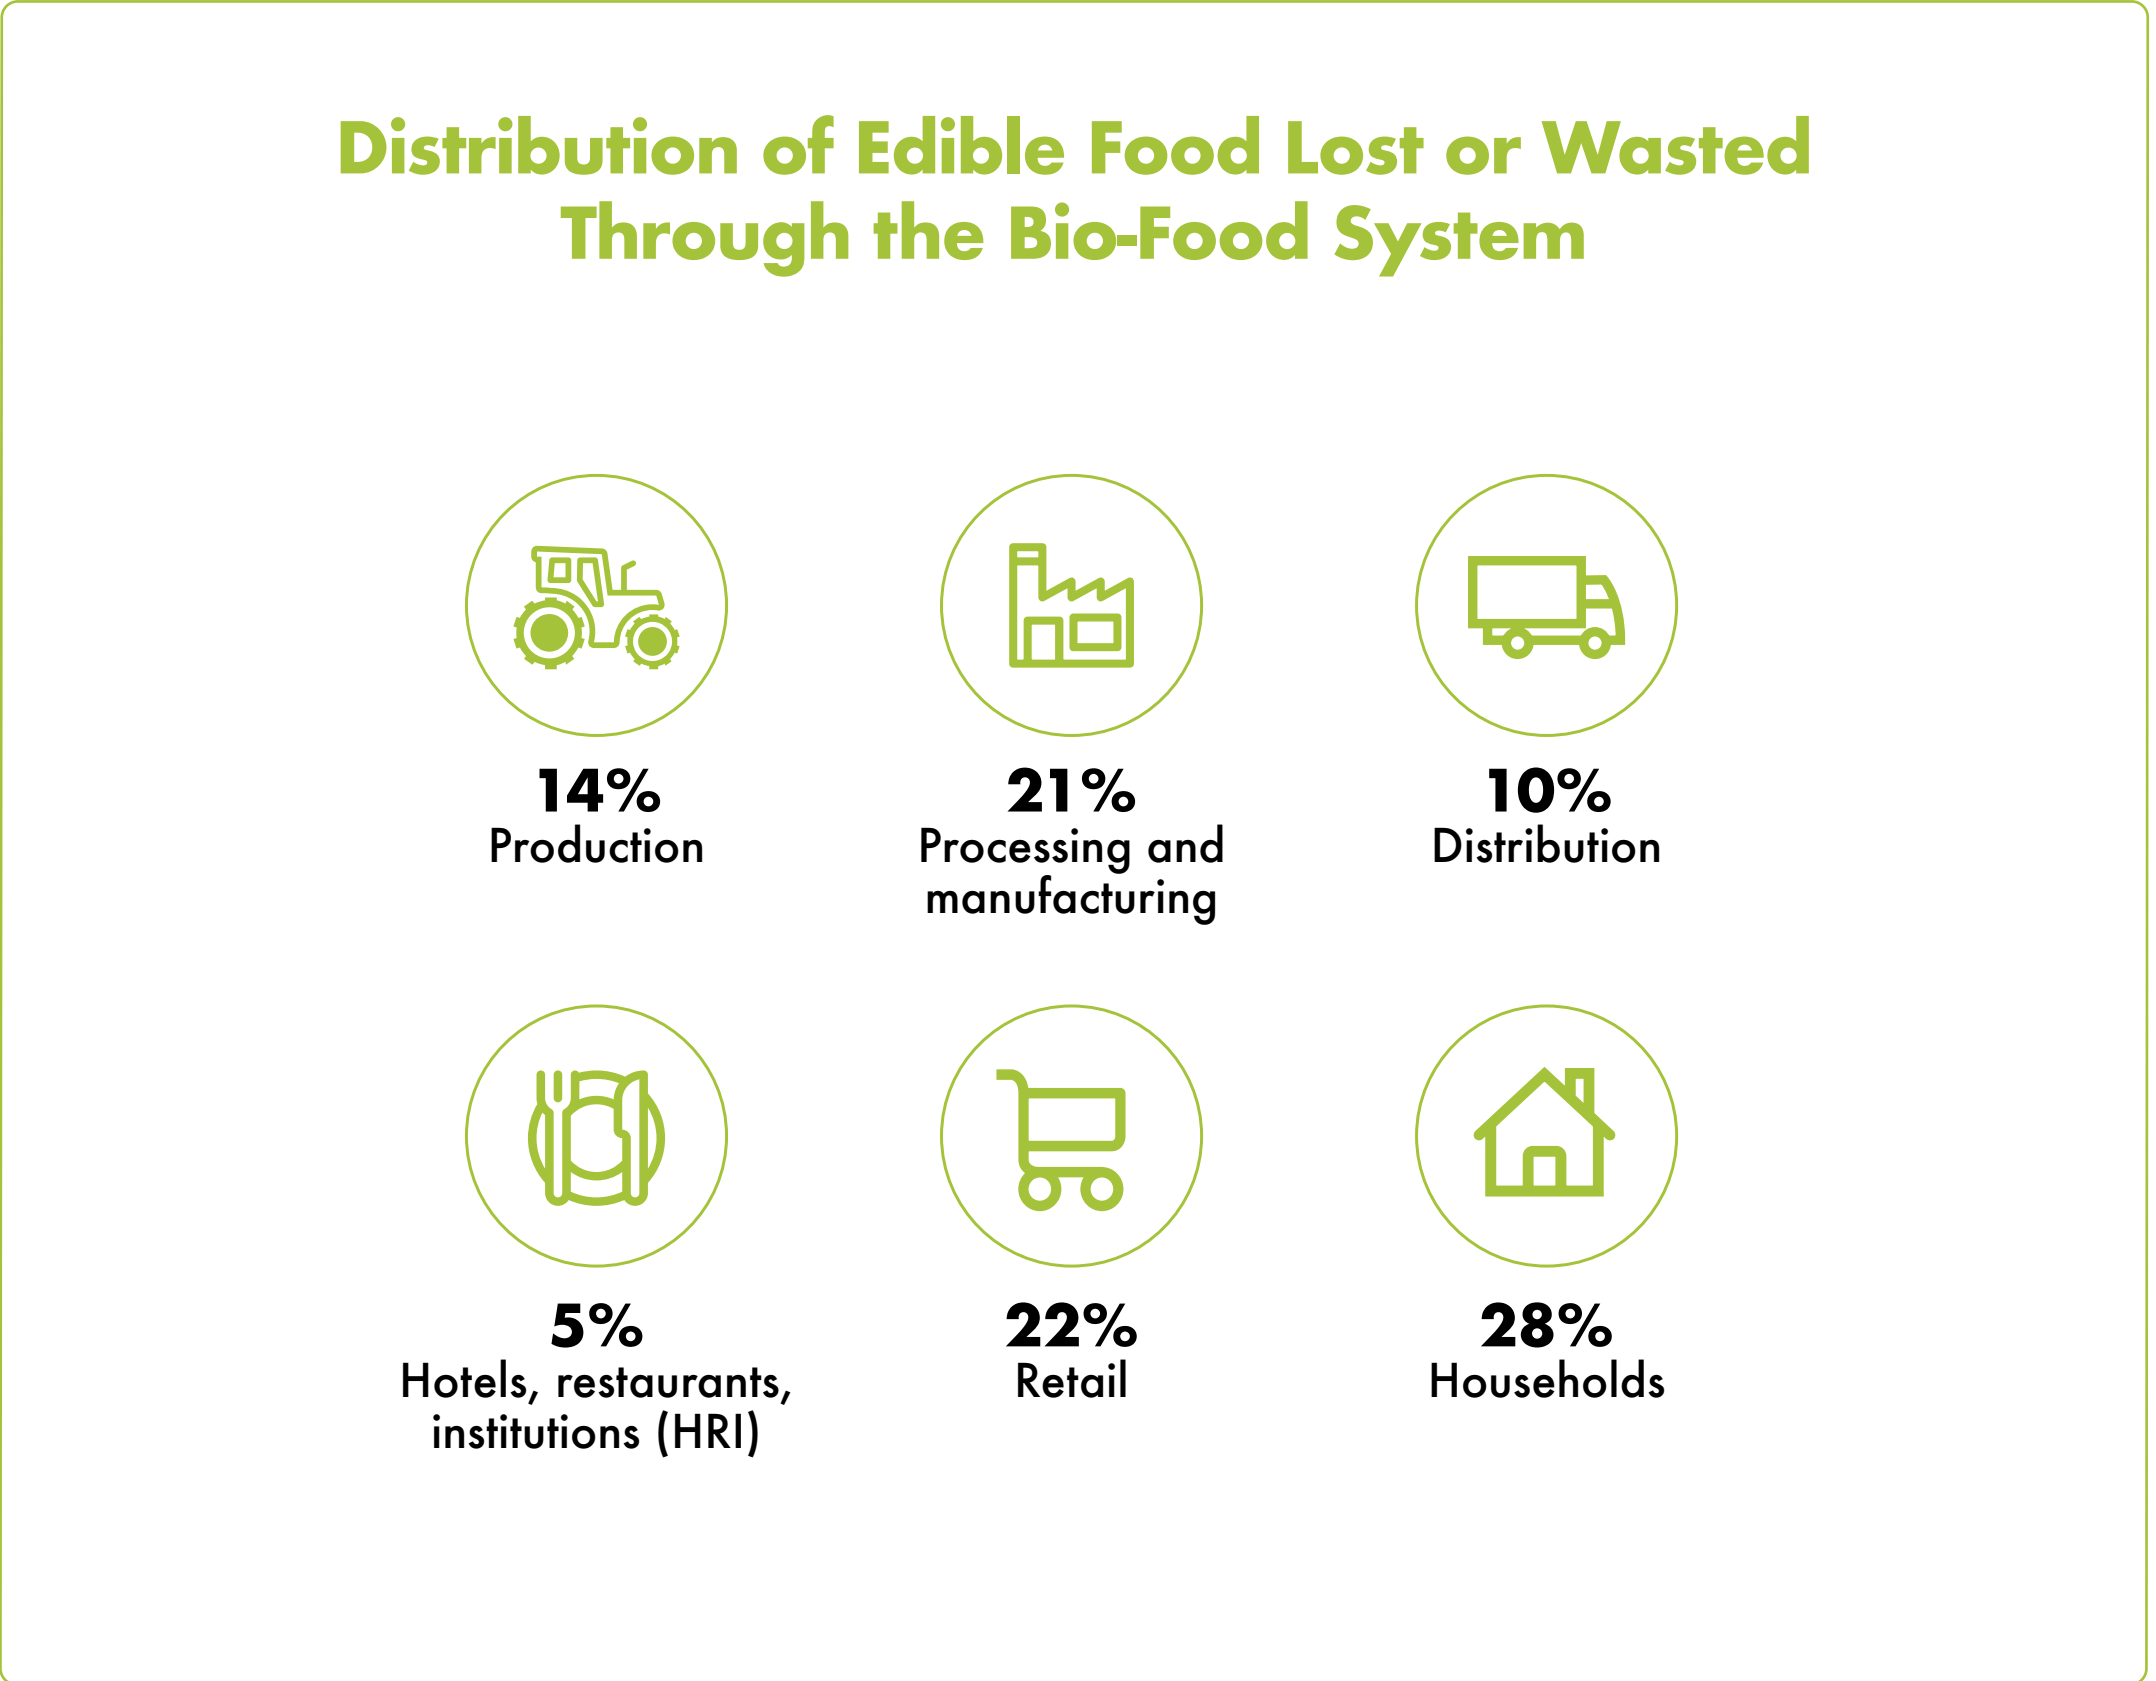 Distribution of Edible Food Lost or Wasted
Through the Bio-Food System
14%
Production
21%
Processing and
manufacturing
10%
Distribution
5%
Hotels, restaurants,
institutions (HRI)
22%
Retail
28%
Households